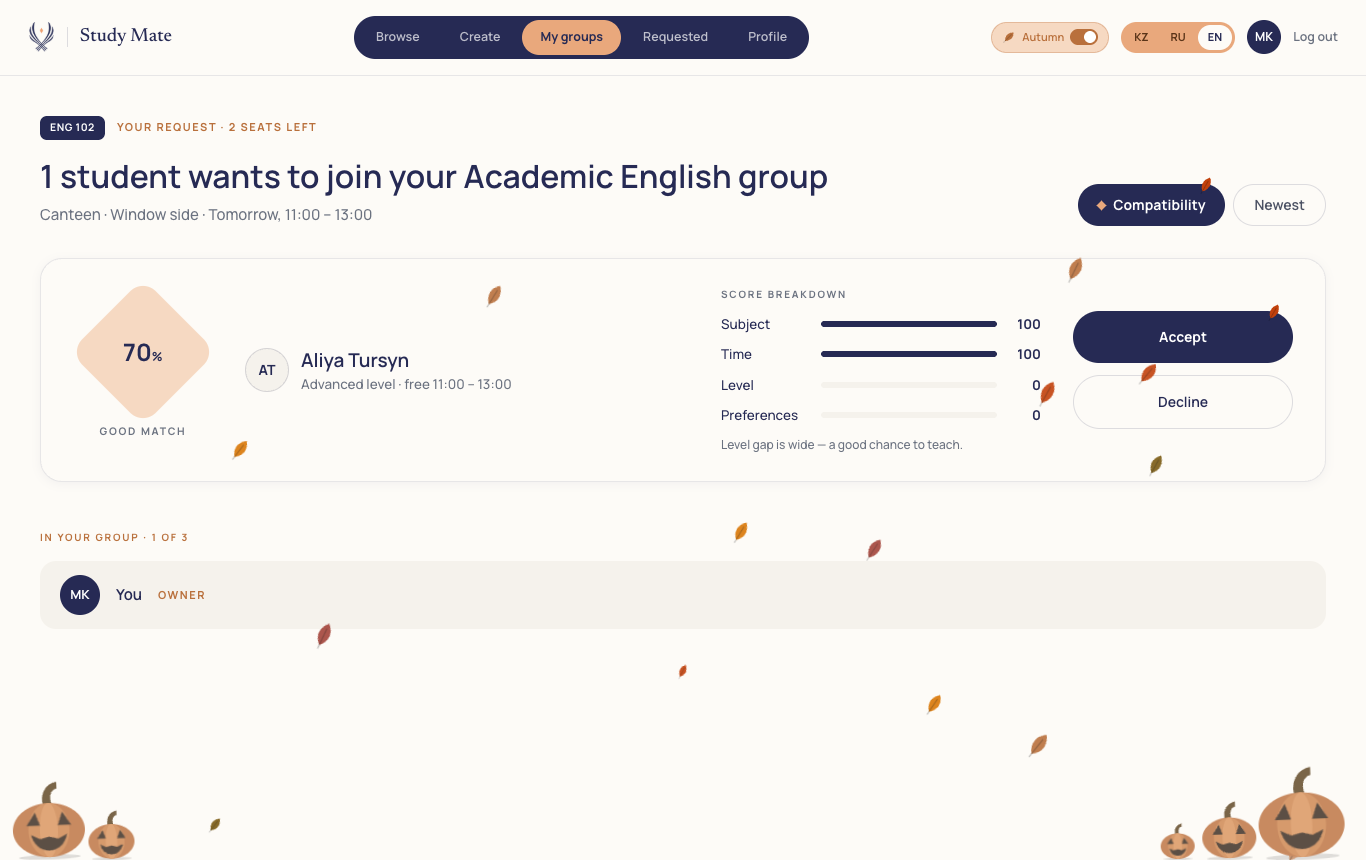 Study Mate
Browse Create My groups Requested Profile
Autumn
KZ RU EN
MK
Log out
ENG 102
YOUR REQUEST · 2 SEATS LEFT
1 student wants to join your Academic English group
Canteen · Window side · Tomorrow, 11:00 – 13:00
Compatibility
Newest
70%
GOOD MATCH
AT
Aliya Tursyn
Advanced level · free 11:00 – 13:00
SCORE BREAKDOWN
Subject 100
Time 100
Level 0
Preferences 0
Level gap is wide — a good chance to teach.
Accept
Decline
IN YOUR GROUP · 1 OF 3
MK You OWNER